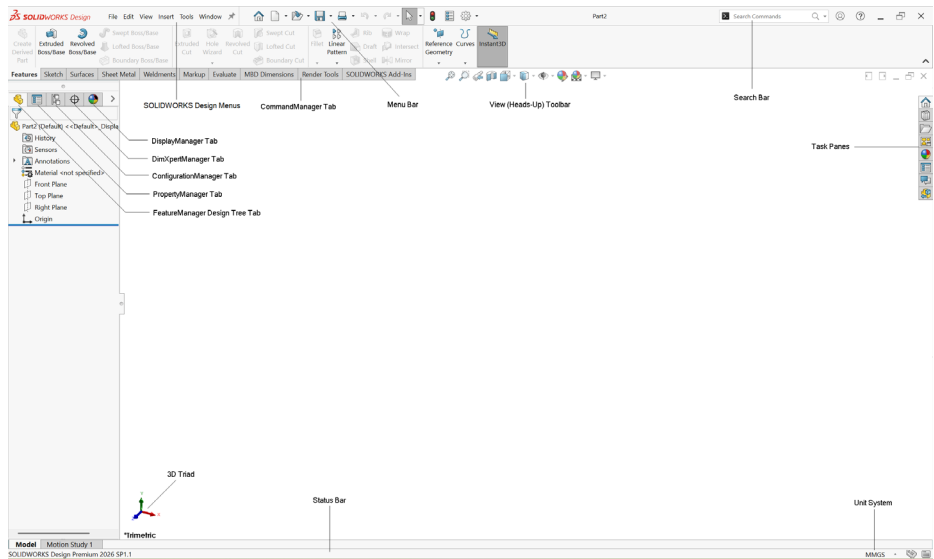 SOLIDWORKS Design File Edit View Insert Tools Window Part2 Search Commands
Create Derived Part
Extruded Boss/Base
Revolved Boss/Base
Swept Boss/Base
Lofted Boss/Base
Boundary Boss/Base
Extruded Cut
Hole Wizard
Revolved Cut
Swept Cut
Lofted Cut
Boundary Cut
Fillet
Linear Pattern
Rib
Draft
Shell
Wrap
Intersect
Mirror
Reference Geometry
Curves
Instant3D
Features Sketch Surfaces Sheet Metal Weldments Markup Evaluate MBD Dimensions Render Tools SOLIDWORKS Add-Ins
SOLIDWORKS Design Menus
CommandManager Tab
Menu Bar
View (Heads-Up) Toolbar
Search Bar
Part2 (Default) <<Default>_Displa
History
Sensors
Annotations
Material <not specified>
Front Plane
Top Plane
Right Plane
Origin
DisplayManager Tab
DimXpertManager Tab
ConfigurationManager Tab
PropertyManager Tab
FeatureManager Design Tree Tab
Task Panes
3D Triad
Status Bar
Unit System
*Trimetric
Model Motion Study 1
SOLIDWORKS Design Premium 2026 SP1.1 MMGS